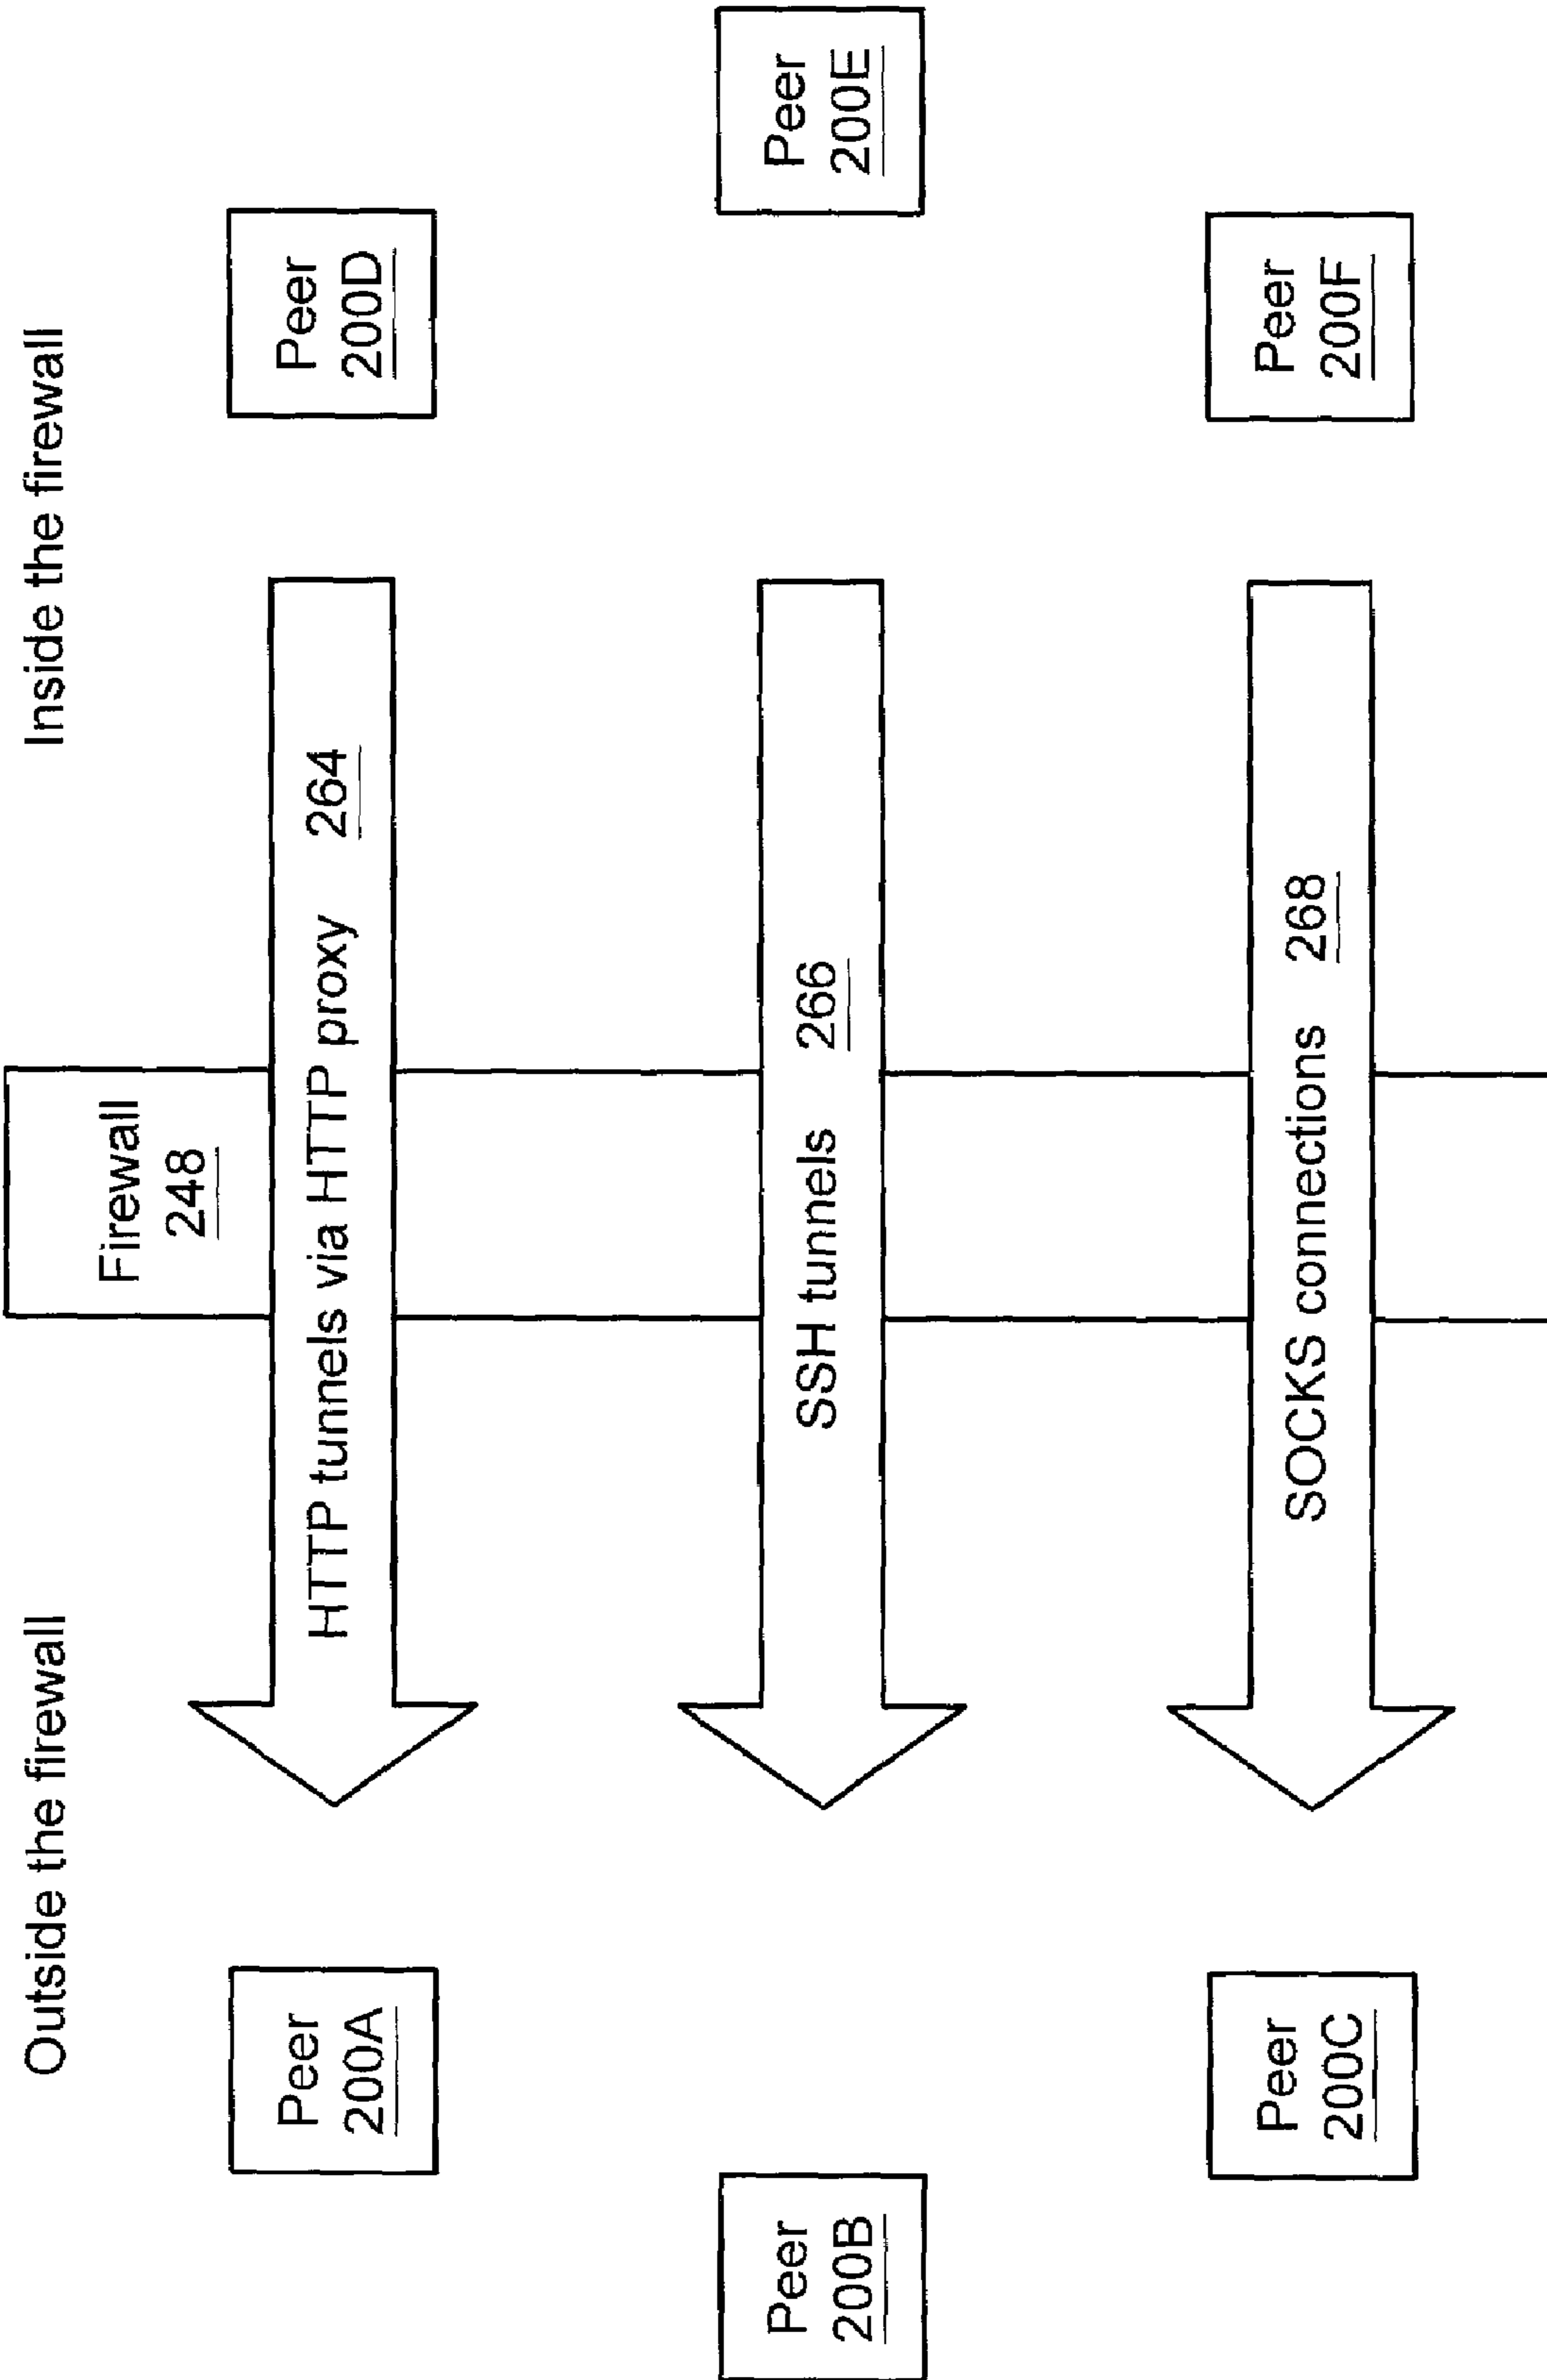 Outside the firewall
Inside the firewall
Firewall
248
Peer
200A
HTTP tunnels via HTTP proxy 264
Peer
200D
Peer
200B
SSH tunnels 266
Peer
200E
Peer
200C
SOCKS connections 268
Peer
200F